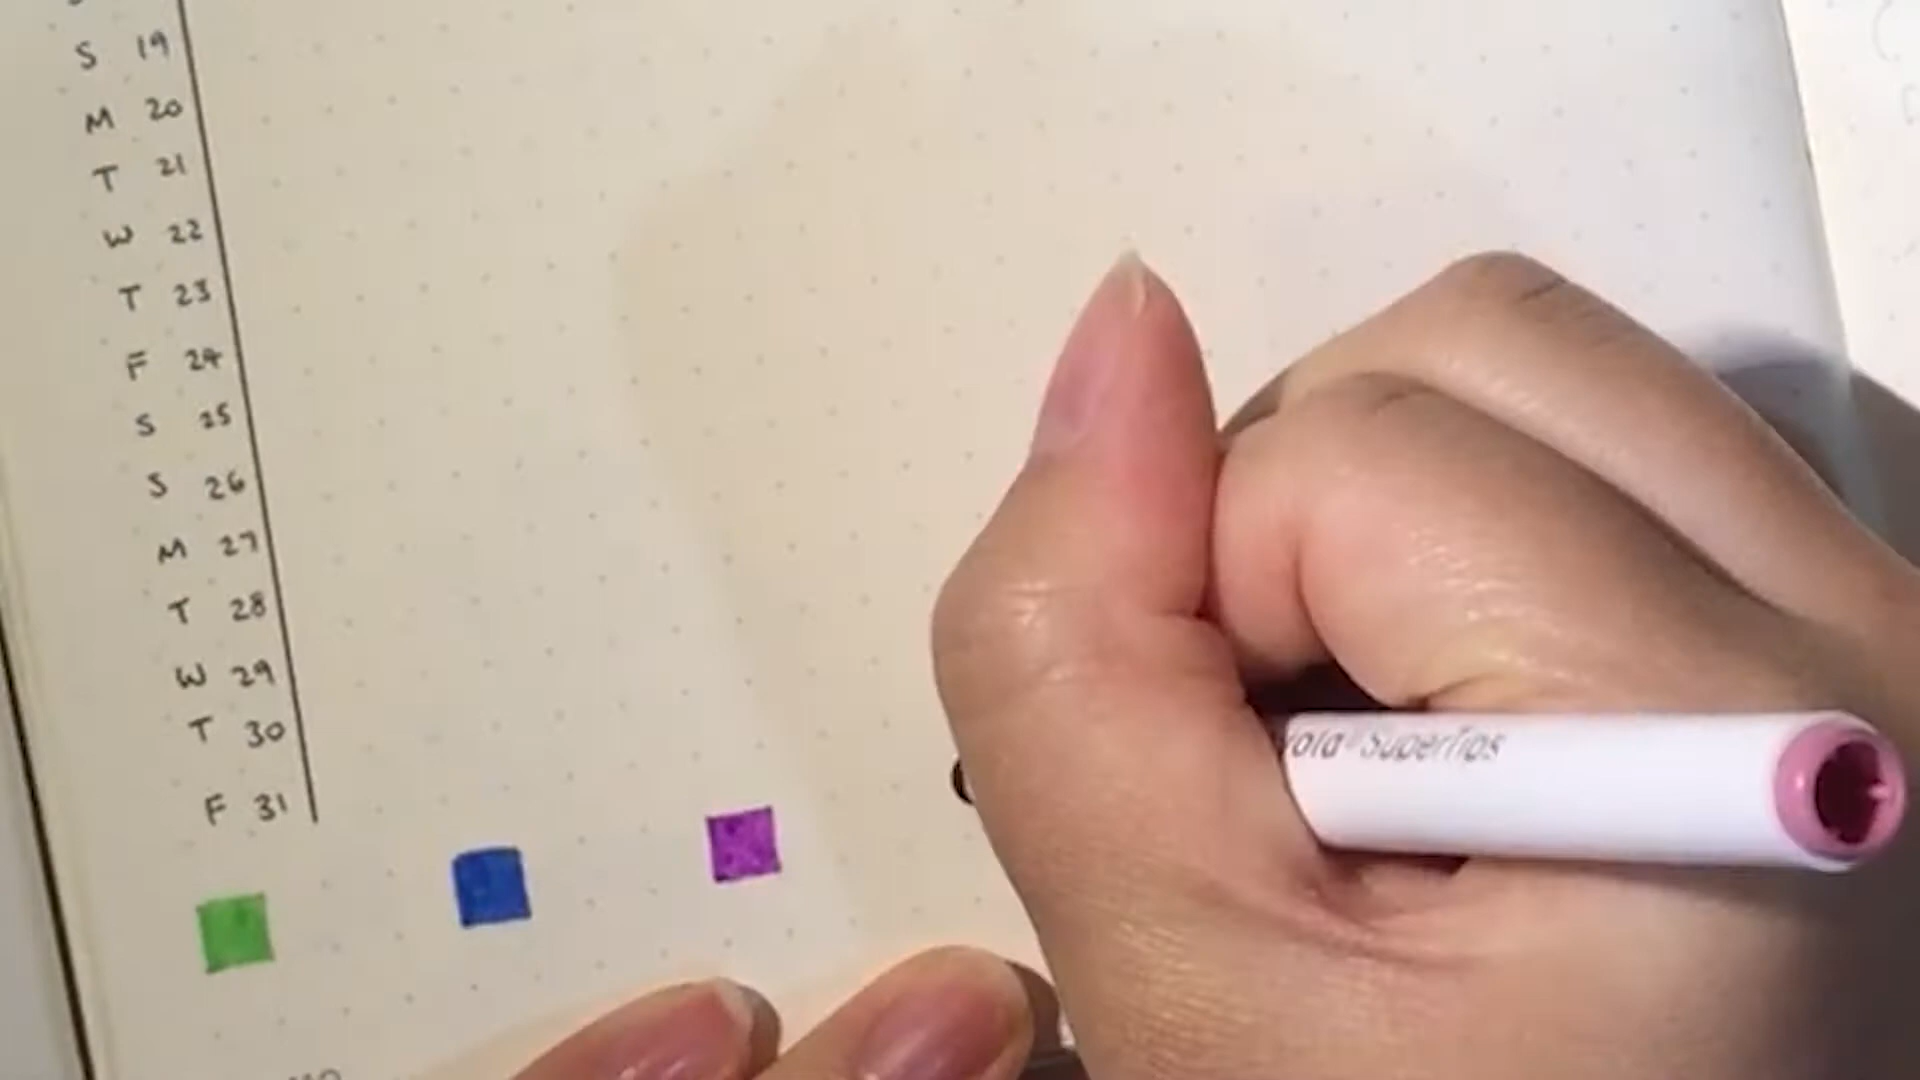 S 19
M 20
T 21
W 22
T 23
F 24
S 25
S 26
M 27
T 28
W 29
T 30
F 31
SuperTips